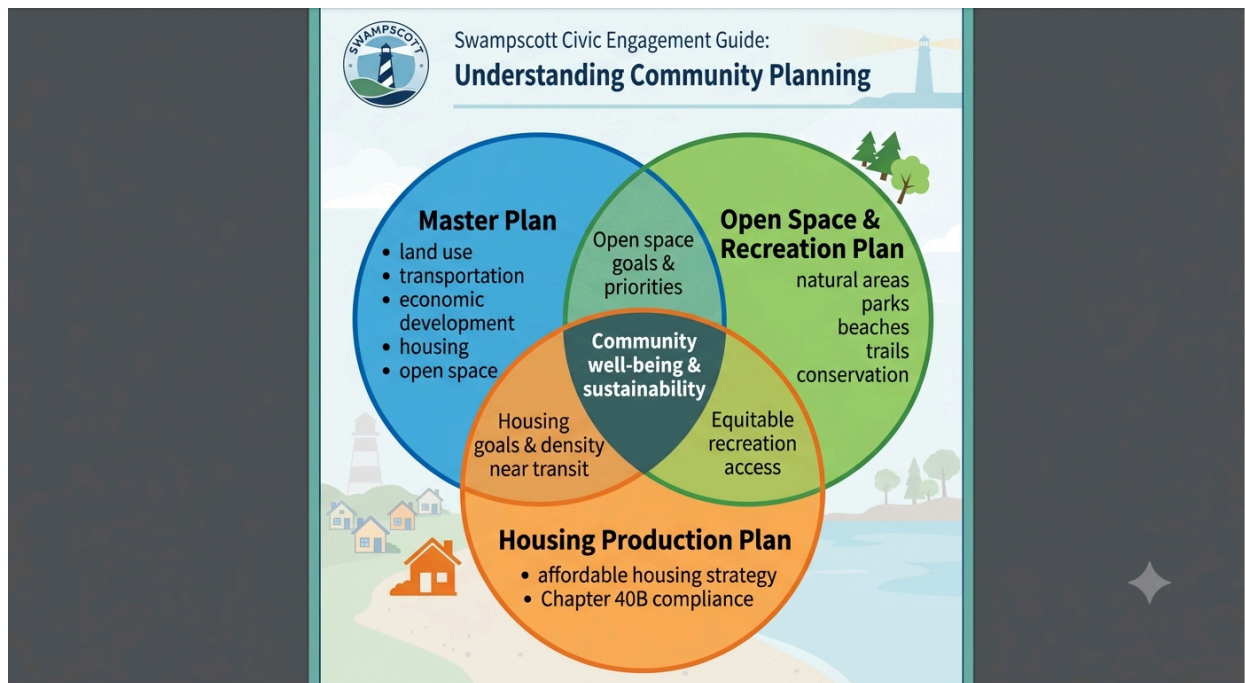 SWAMPSCOTT
Swampscott Civic Engagement Guide:
Understanding Community Planning
Master Plan
• land use
• transportation
• economic
development
• housing
• open space
Open space
goals &
priorities
Open Space &
Recreation Plan
natural areas
parks
beaches
trails
conservation
Community
well-being &
sustainability
Housing
goals & density
near transit
Equitable
recreation
access
Housing Production Plan
• affordable housing strategy
• Chapter 40B compliance